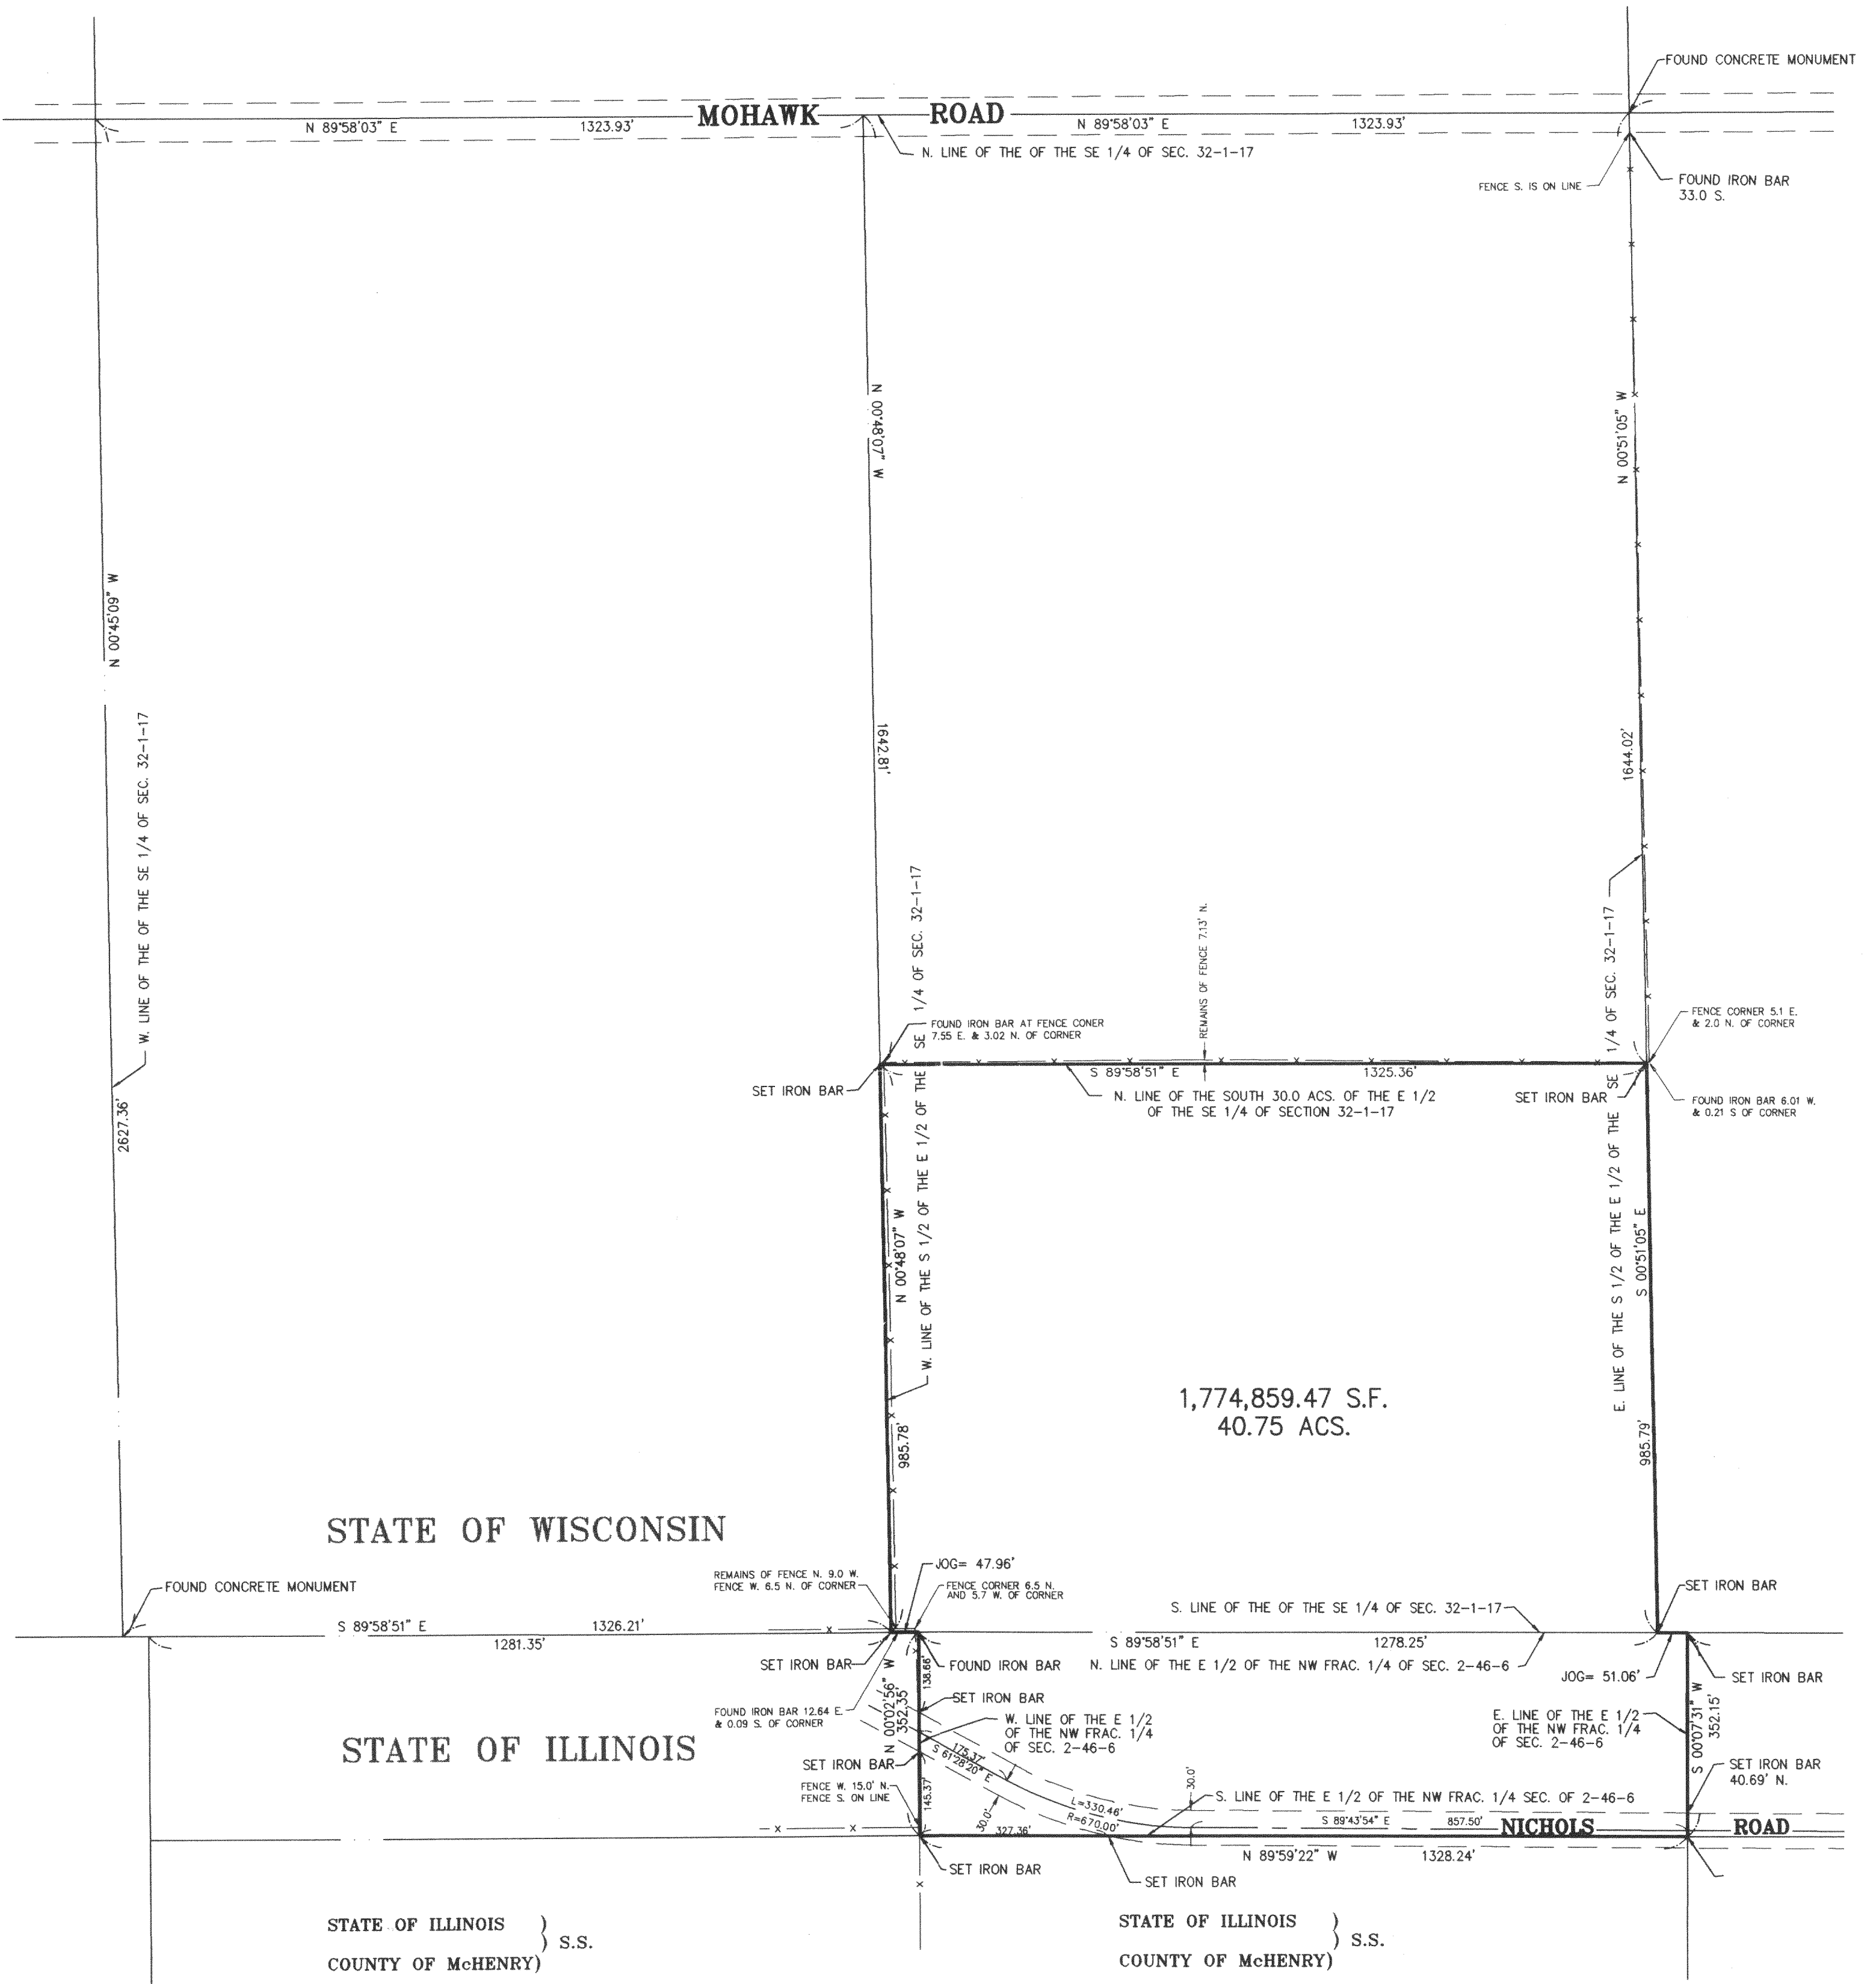 FOUND CONCRETE MONUMENT
MOHAWK ROAD
N 89°58'03" E 1323.93'
N 89°58'03" E 1323.93'
N. LINE OF THE OF THE SE 1/4 OF SEC. 32-1-17
FENCE S. IS ON LINE
FOUND IRON BAR
33.0 S.
N 00°45'09" W
N 00°48'07" W
N 00°51'05" W
W. LINE OF THE OF THE SE 1/4 OF SEC. 32-1-17
2627.36'
1642.81'
1644.02'
W. LINE OF THE S 1/2 OF THE E 1/2 OF THE SE 1/4 OF SEC. 32-1-17
E. LINE OF THE S 1/2 OF THE E 1/2 OF THE SE 1/4 OF SEC. 32-1-17
REMAINS OF FENCE 7.13' N.
FOUND IRON BAR AT FENCE CONER
7.55 E. & 3.02 N. OF CORNER
FENCE CORNER 5.1 E.
& 2.0 N. OF CORNER
SET IRON BAR
S 89°58'51" E 1325.36'
N. LINE OF THE SOUTH 30.0 ACS. OF THE E 1/2
OF THE SE 1/4 OF SECTION 32-1-17
SET IRON BAR
FOUND IRON BAR 6.01 W.
& 0.21 S OF CORNER
N 00°48'07" W
985.78'
S 00°51'05" E
985.79'
1,774,859.47 S.F.
40.75 ACS.
STATE OF WISCONSIN
FOUND CONCRETE MONUMENT
REMAINS OF FENCE N. 9.0 W.
FENCE W. 6.5 N. OF CORNER
JOG= 47.96'
FENCE CORNER 6.5 N.
AND 5.7 W. OF CORNER
SET IRON BAR
S. LINE OF THE OF THE SE 1/4 OF SEC. 32-1-17
S 89°58'51" E 1326.21'
1281.35'
S 89°58'51" E 1278.25'
SET IRON BAR
FOUND IRON BAR
N. LINE OF THE E 1/2 OF THE NW FRAC. 1/4 OF SEC. 2-46-6
JOG= 51.06'
SET IRON BAR
138.66'
N 00°02'56" W
352.35'
SET IRON BAR
FOUND IRON BAR 12.64 E.
& 0.09 S. OF CORNER
W. LINE OF THE E 1/2
OF THE NW FRAC. 1/4
OF SEC. 2-46-6
E. LINE OF THE E 1/2
OF THE NW FRAC. 1/4
OF SEC. 2-46-6
S 00°07'31" W
352.15'
STATE OF ILLINOIS
SET IRON BAR
175.37'
S 61°28'20" E
SET IRON BAR
40.69' N.
FENCE W. 15.0' N.
FENCE S. ON LINE
145.37'
30.0'
30.0'
L=330.46'
R=670.00'
S. LINE OF THE E 1/2 OF THE NW FRAC. 1/4 SEC. OF 2-46-6
327.36'
S 89°43'54" E 857.50'
NICHOLS ROAD
N 89°59'22" W 1328.24'
SET IRON BAR
SET IRON BAR
STATE OF ILLINOIS )
) S.S.
COUNTY OF McHENRY)
STATE OF ILLINOIS )
) S.S.
COUNTY OF McHENRY)